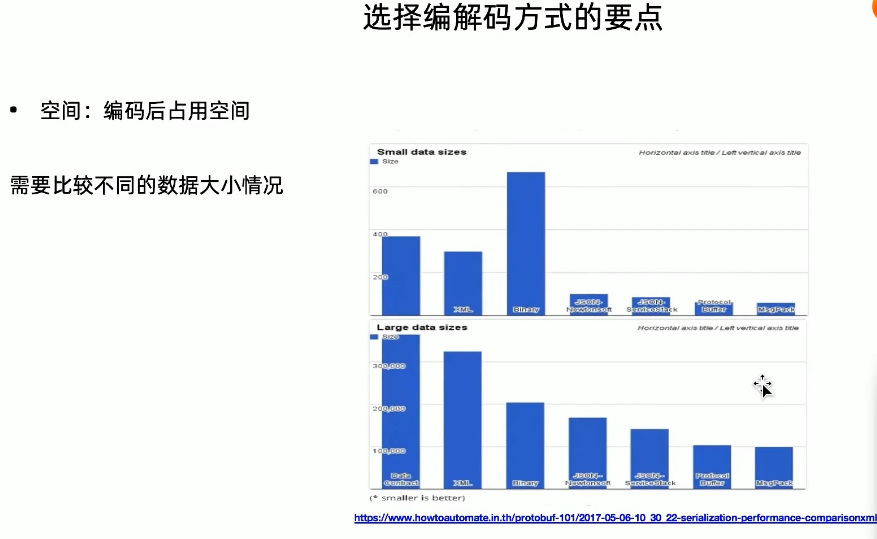 选择编解码方式的要点
• 空间：编码后占用空间
需要比较不同的数据大小情况
Small data sizes
Horizontal axis title / Left vertical axis title
Size
600
400
200
XML
Binary
JSON-Newtonsoft
JSON-ServiceStack
Protocol Buffer
MsgPack
Large data sizes
Horizontal axis title / Left vertical axis title
Size
300,000
200,000
100,000
Data Contract
XML
Binary
JSON-Newtonsoft
JSON-ServiceStack
Protocol Buffer
MsgPack
(* smaller is better)
https://www.howtoautomate.in.th/protobuf-101/2017-05-06-10_30_22-serialization-performance-comparisonxml